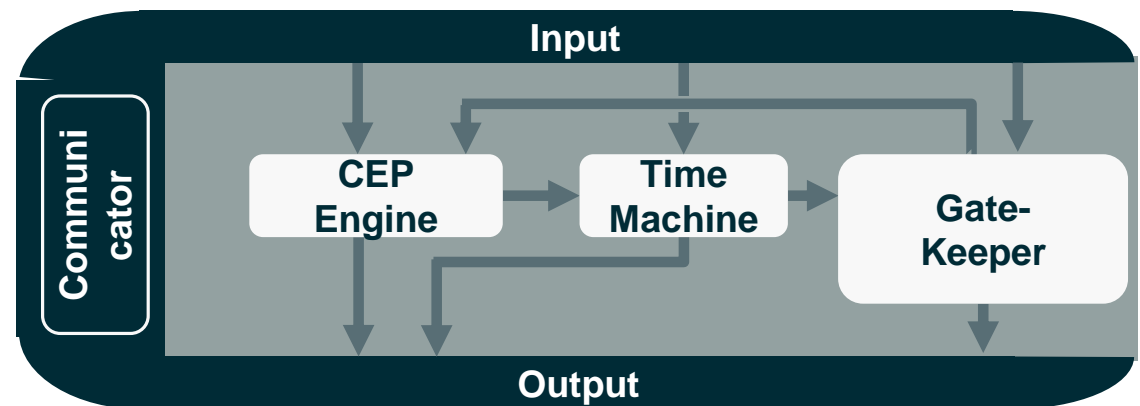 Input
Communi
cator
CEP
Engine
Time
Machine
Gate-
Keeper
Output